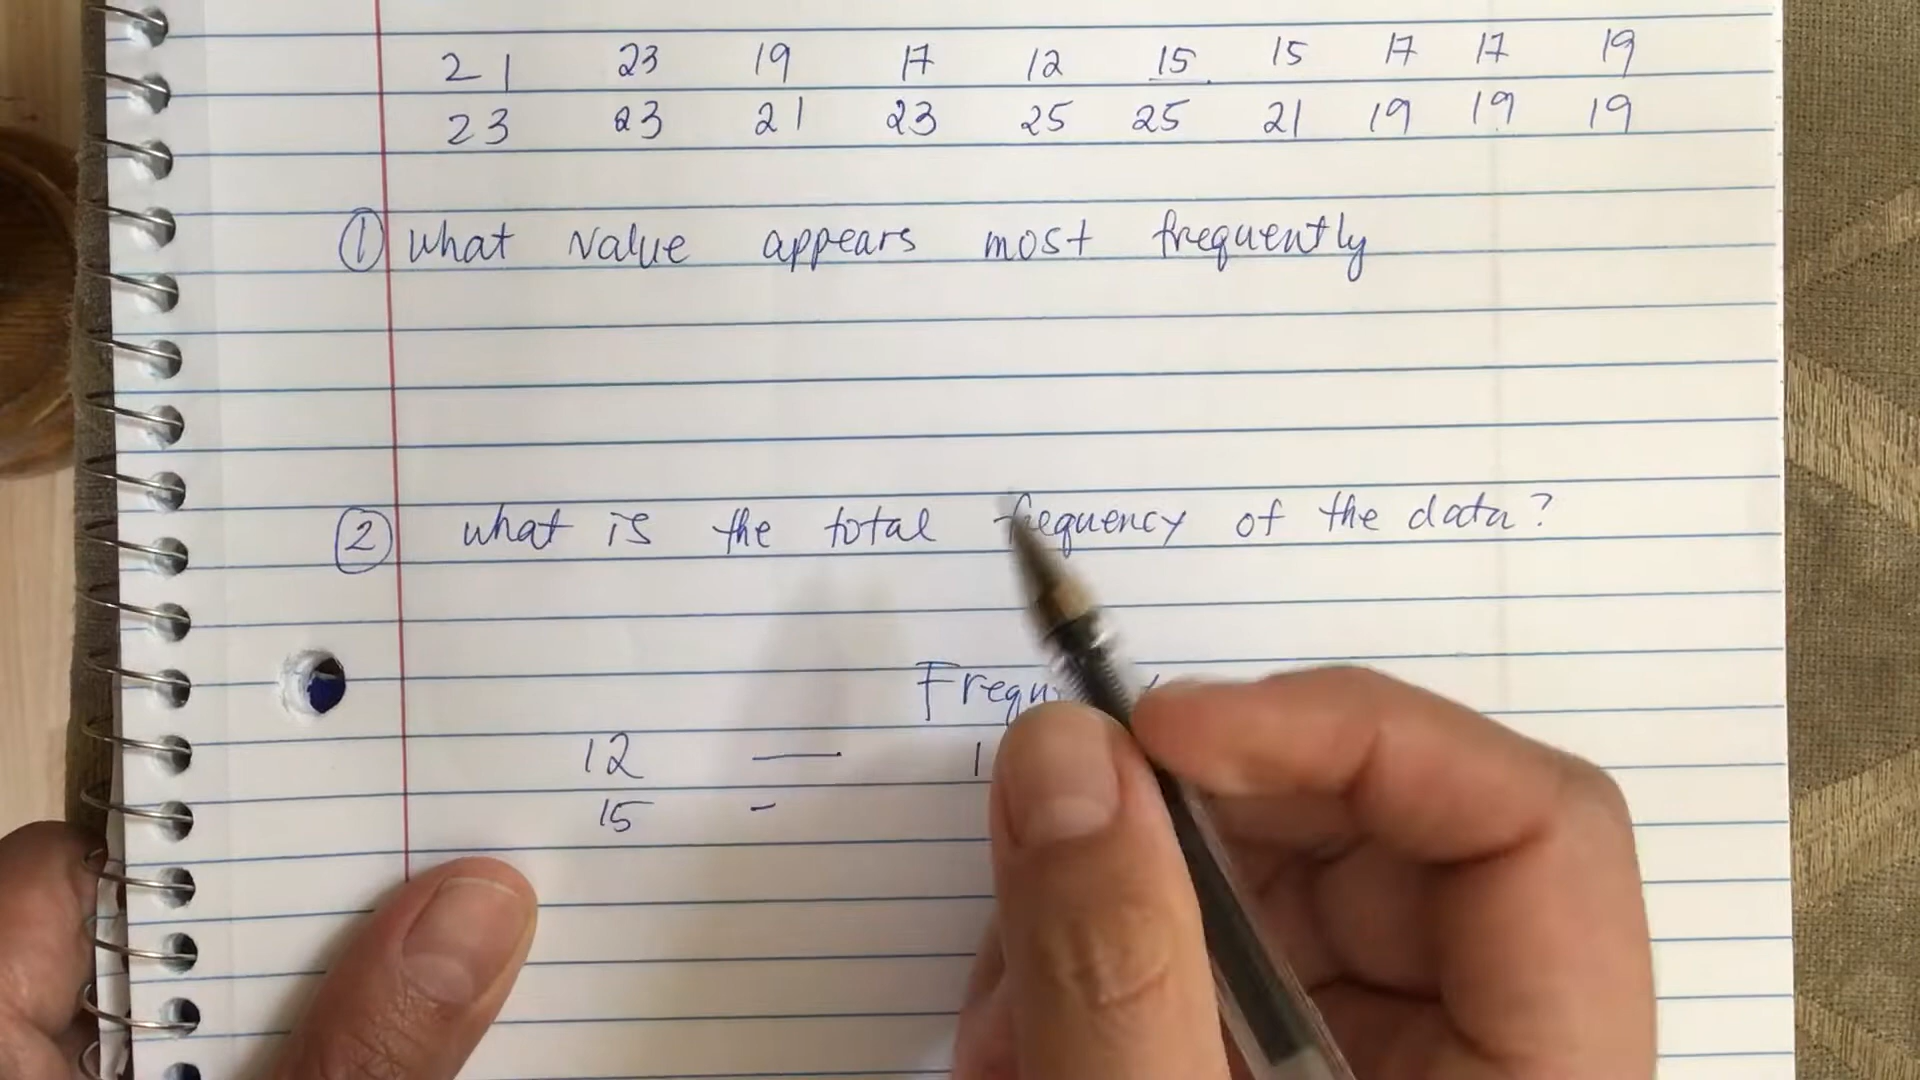 21 23 19 17 12 15 15 17 17 19
23 23 21 23 25 25 21 19 19 19
① what value appears most frequently
② what is the total frequency of the data?
12 — 1
15 -